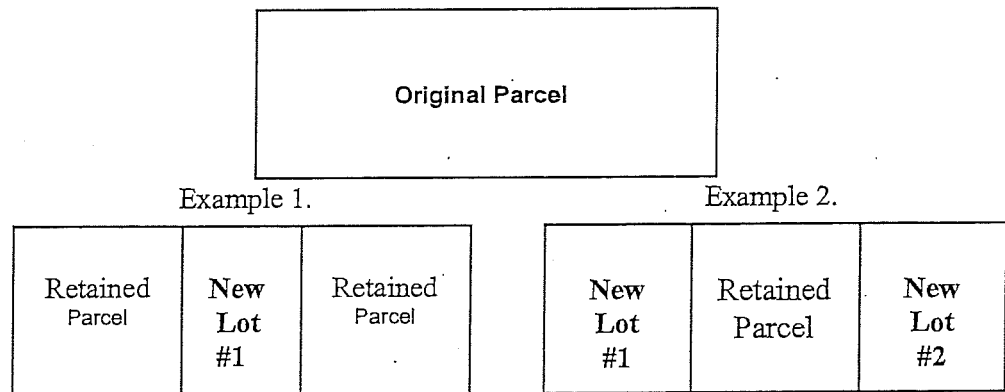 Original Parcel
Example 1.
Example 2.
Retained
Parcel
New
Lot
#1
Retained
Parcel
New
Lot
#1
Retained
Parcel
New
Lot
#2